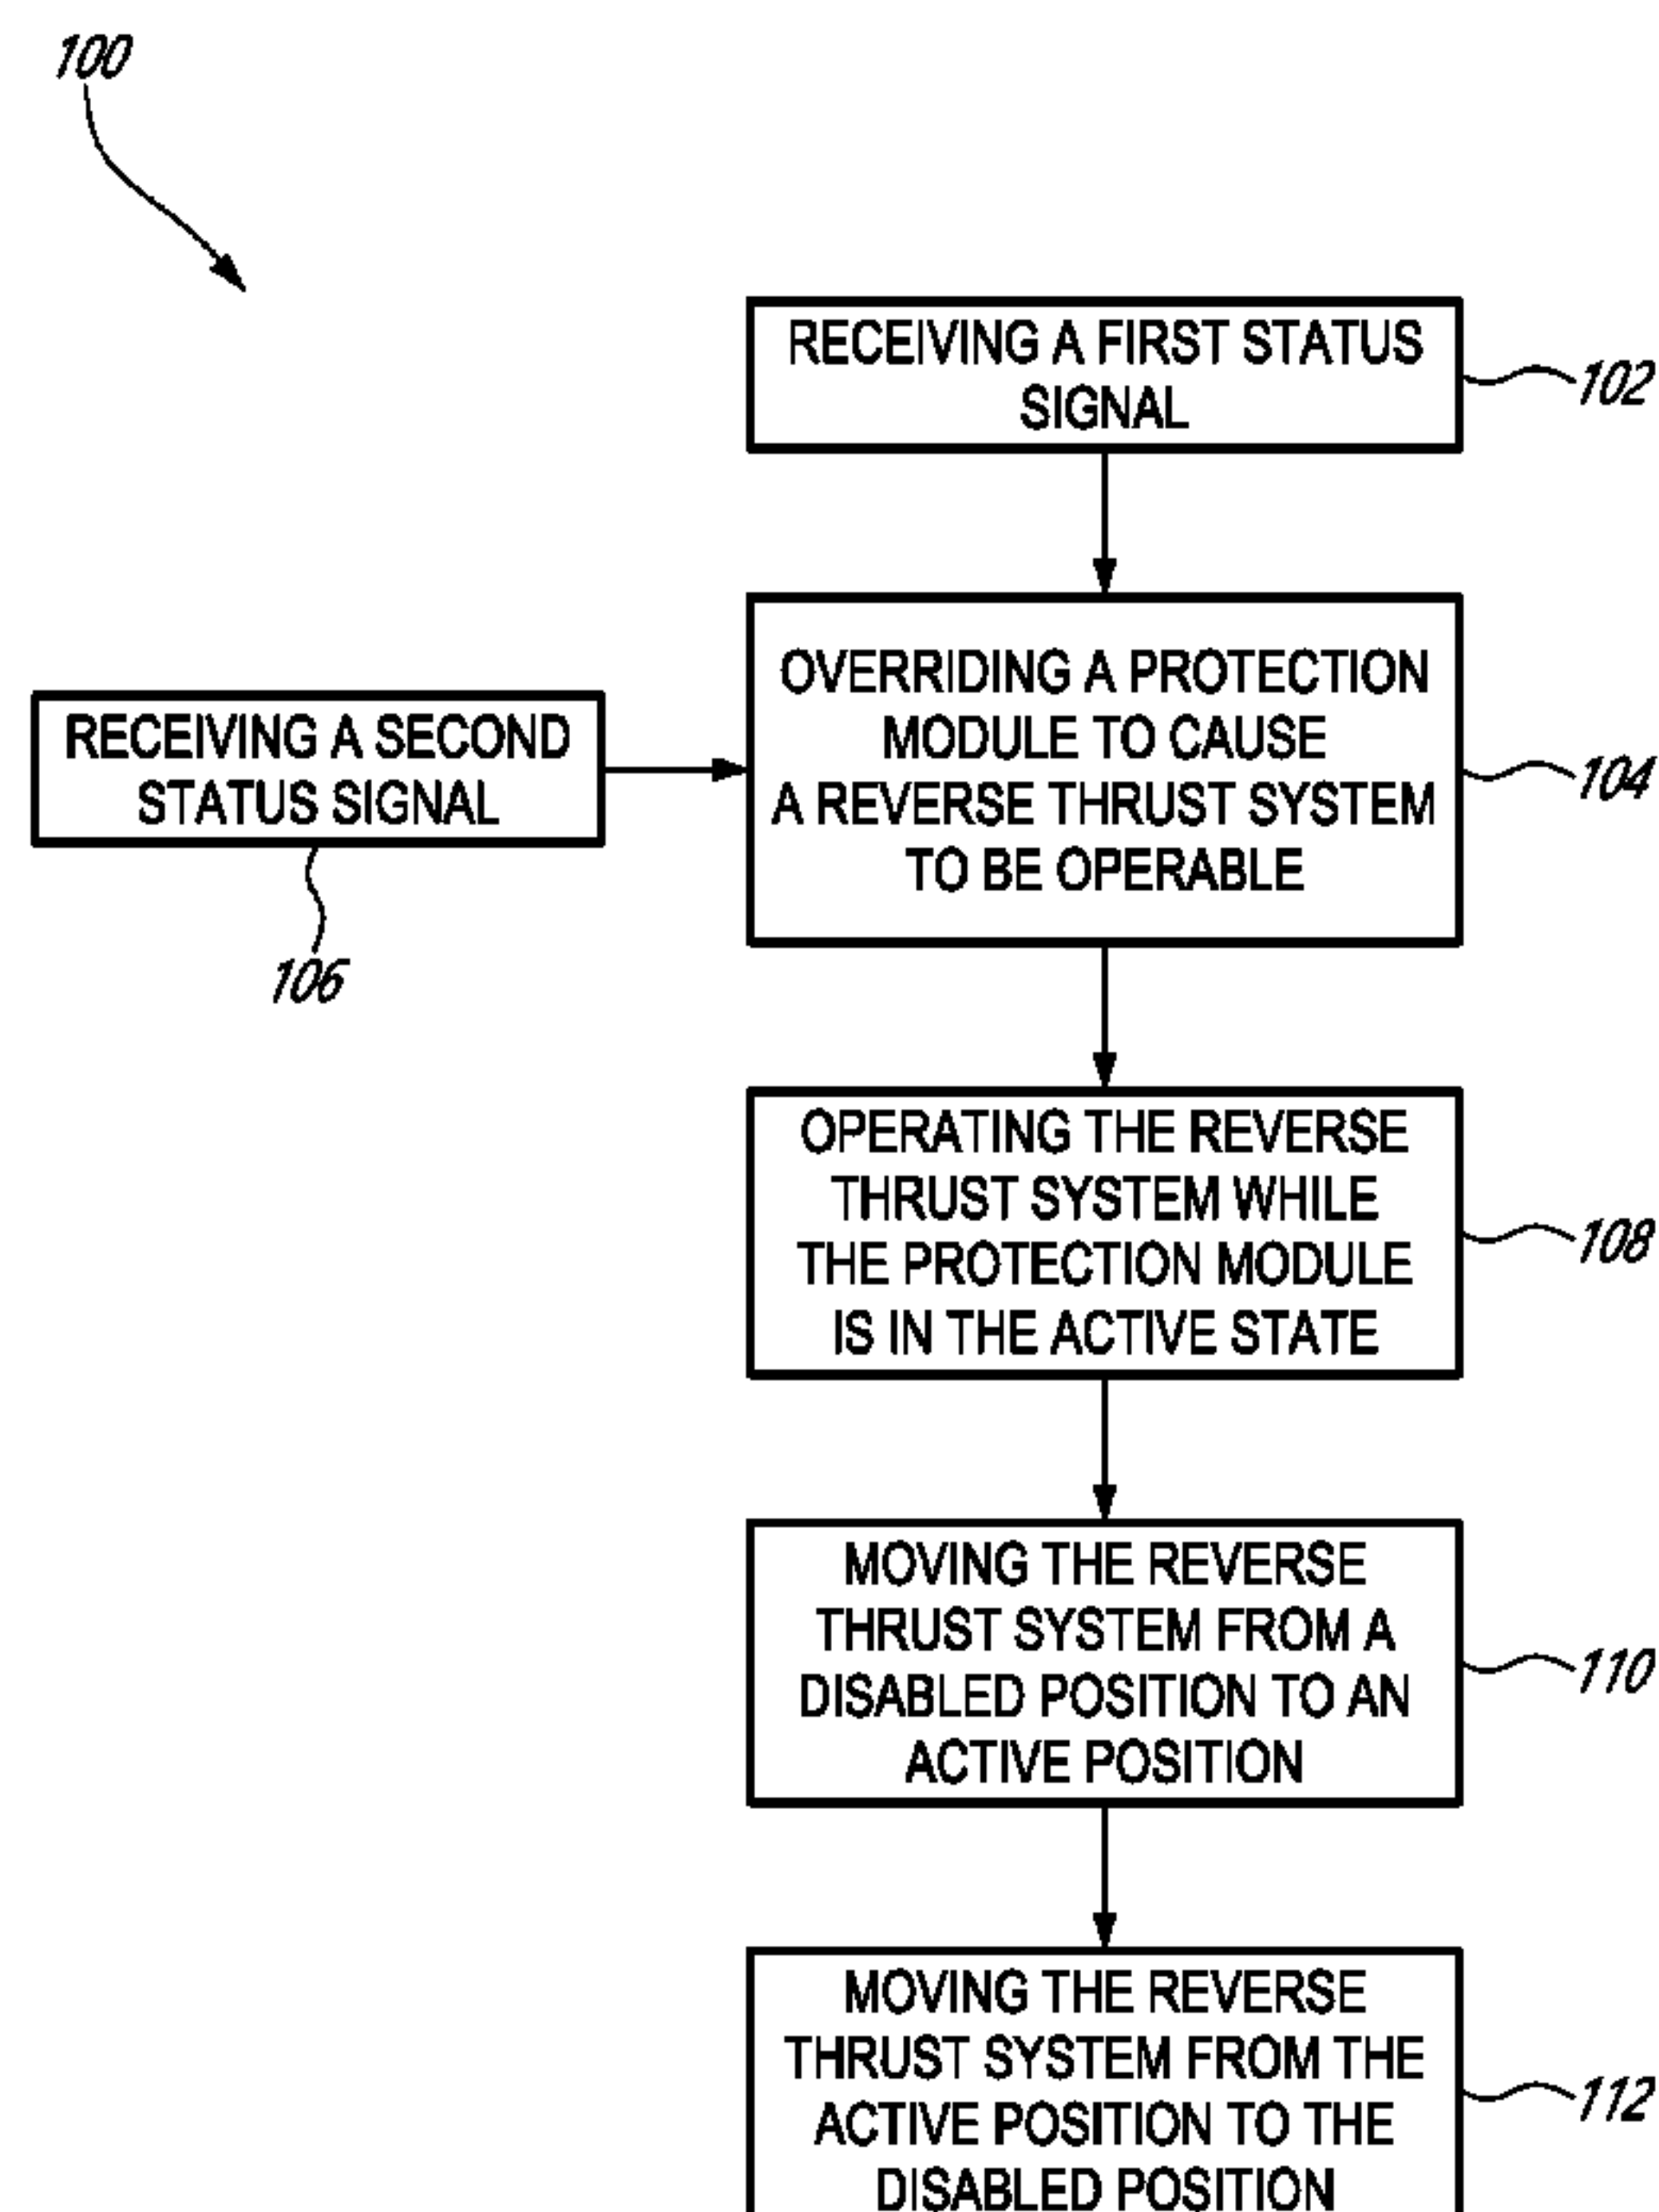 100
RECEIVING A FIRST STATUS
SIGNAL
102
OVERRIDING A PROTECTION
MODULE TO CAUSE
A REVERSE THRUST SYSTEM
TO BE OPERABLE
104
RECEIVING A SECOND
STATUS SIGNAL
106
OPERATING THE REVERSE
THRUST SYSTEM WHILE
THE PROTECTION MODULE
IS IN THE ACTIVE STATE
108
MOVING THE REVERSE
THRUST SYSTEM FROM A
DISABLED POSITION TO AN
ACTIVE POSITION
110
MOVING THE REVERSE
THRUST SYSTEM FROM THE
ACTIVE POSITION TO THE
DISABLED POSITION
112